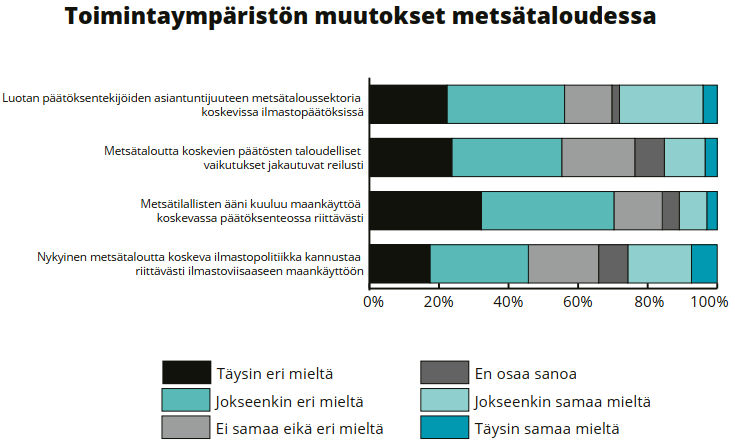 Toimintaympäristön muutokset metsätaloudessa
Luotan päätöksentekijöiden asiantuntijuuteen metsätaloussektoria
koskevissa ilmastopäätöksissä
Metsätaloutta koskevien päätösten taloudelliset
vaikutukset jakautuvat reilusti
Metsätilallisten ääni kuuluu maankäyttöä
koskevassa päätöksenteossa riittävästi
Nykyinen metsätaloutta koskeva ilmastopolitiikka kannustaa
riittävästi ilmastoviisaaseen maankäyttöön
0% 20% 40% 60% 80% 100%
Täysin eri mieltä
Jokseenkin eri mieltä
Ei samaa eikä eri mieltä
En osaa sanoa
Jokseenkin samaa mieltä
Täysin samaa mieltä